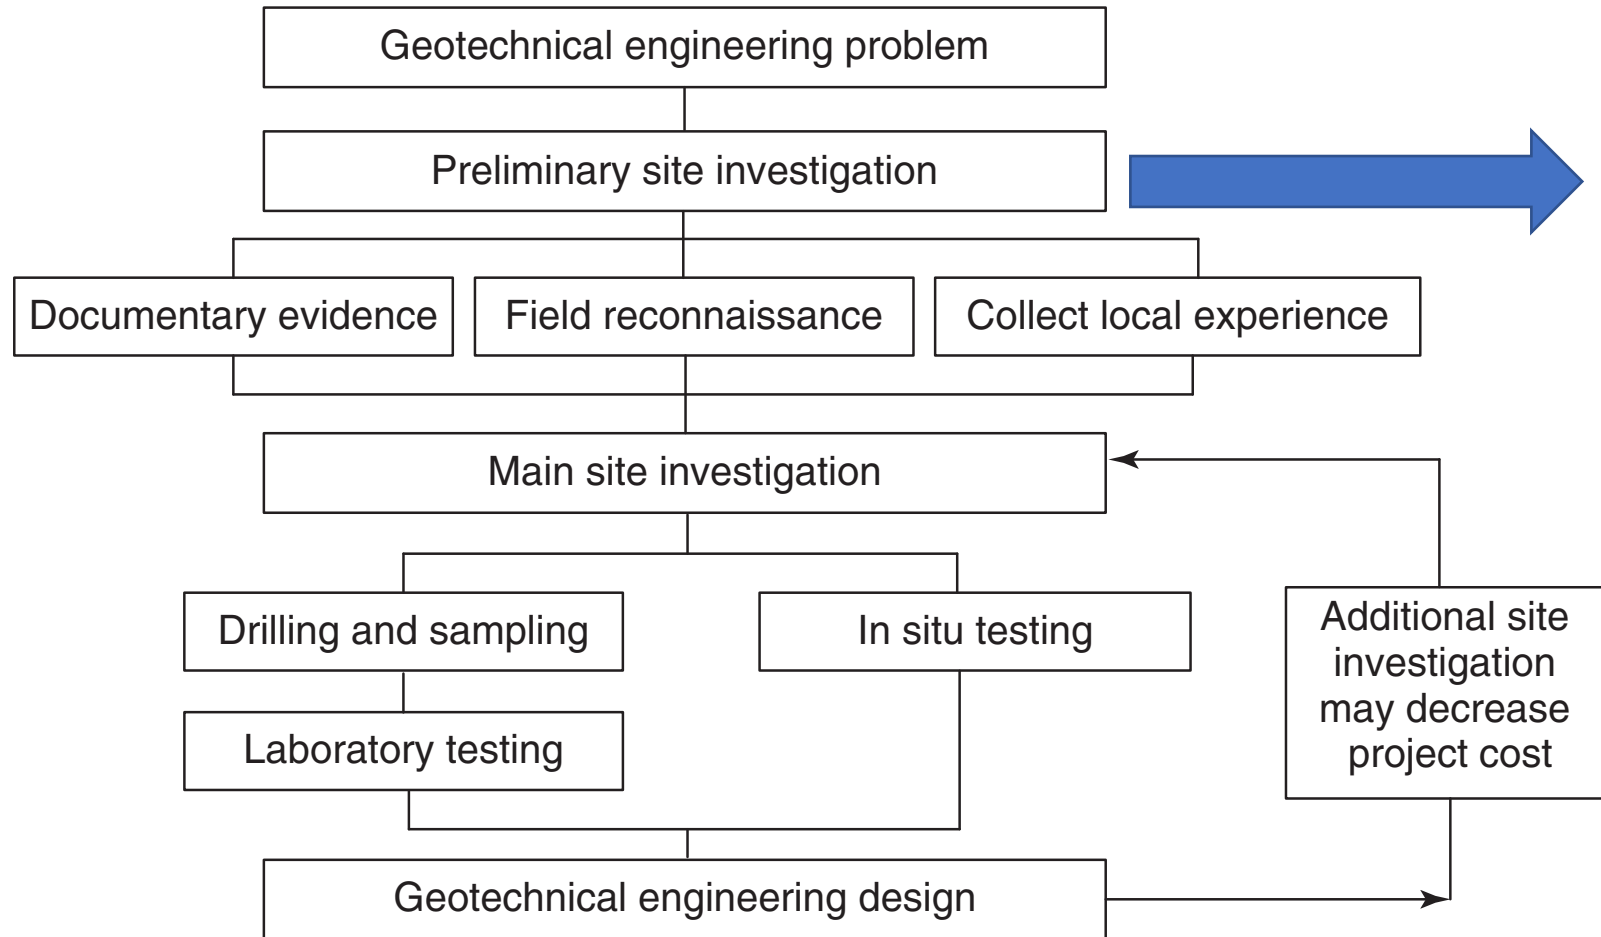 Geotechnical engineering problem
Preliminary site investigation
Documentary evidence
Field reconnaissance
Collect local experience
Main site investigation
Drilling and sampling
In situ testing
Additional site
investigation
may decrease
project cost
Laboratory testing
Geotechnical engineering design